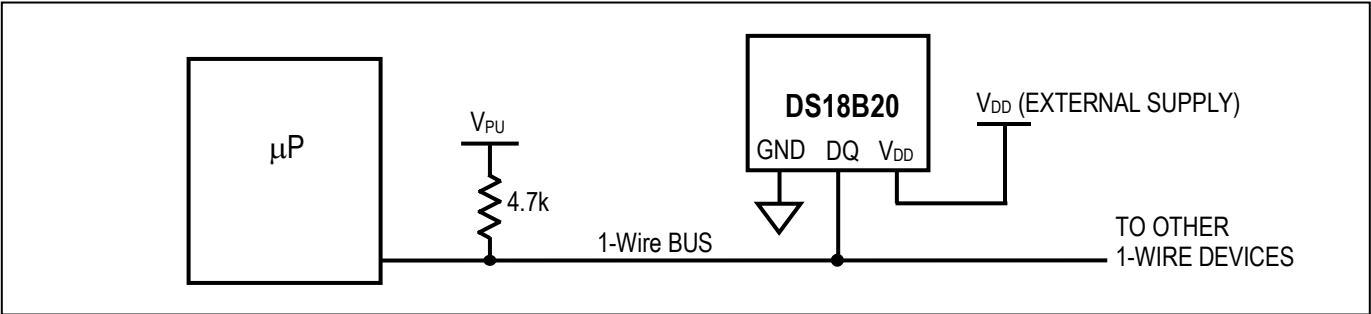 μP
VPU
4.7k
1-Wire BUS
DS18B20
GND DQ VDD
VDD (EXTERNAL SUPPLY)
TO OTHER
1-WIRE DEVICES